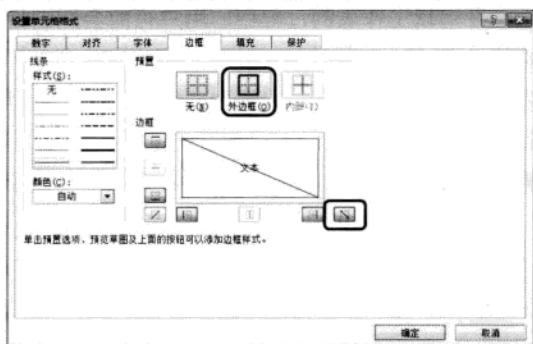 设置单元格格式
数字 对齐 字体 边框 填充 保护
线条 预置
样式(S):
无
无(N) 外边框(O) 内部(I)
边框
文本
颜色(C):
自动
单击预置选项、预览草图及上面的按钮可以添加边框样式。
确定 取消